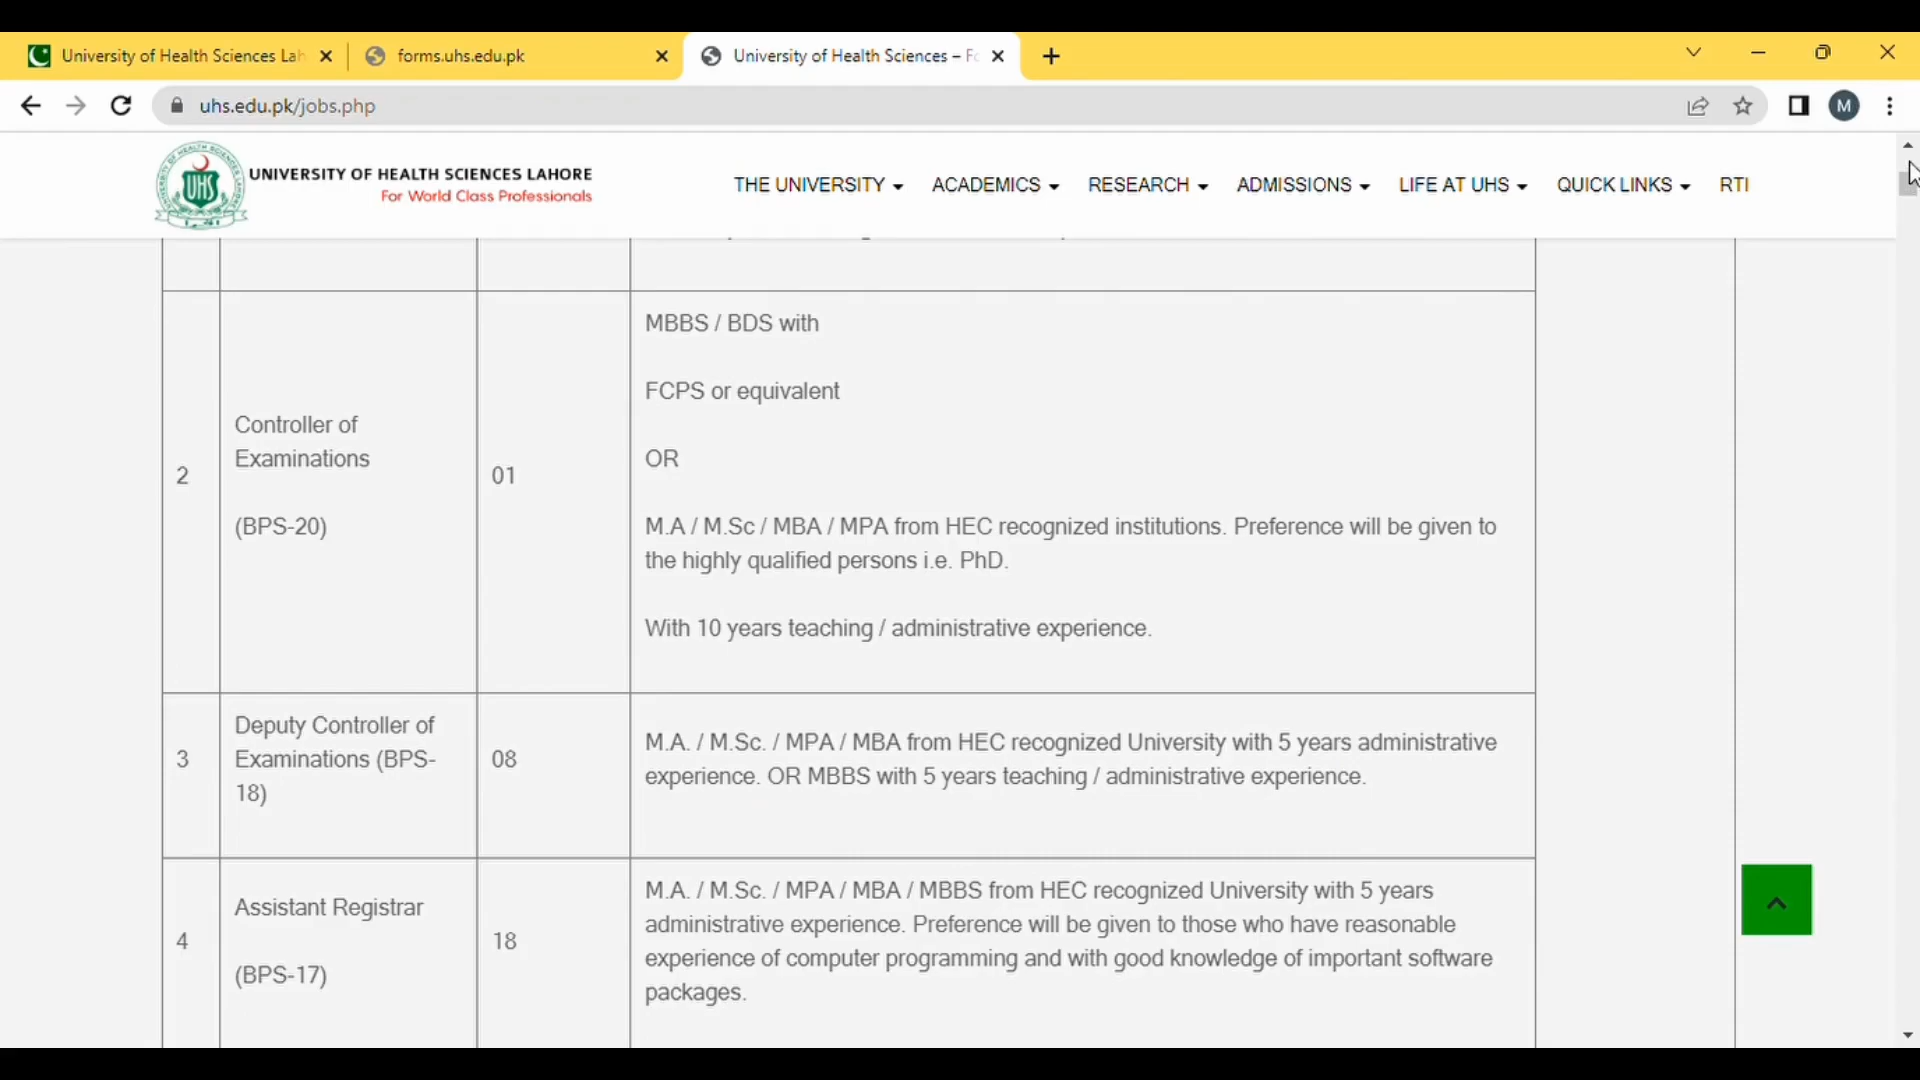 University of Health Sciences Lah
forms.uhs.edu.pk
University of Health Sciences – Fo
uhs.edu.pk/jobs.php
M
UHS
UNIVERSITY OF HEALTH SCIENCES LAHORE
For World Class Professionals
THE UNIVERSITY
ACADEMICS
RESEARCH
ADMISSIONS
LIFE AT UHS
QUICK LINKS
RTI
2
Controller of
Examinations
(BPS-20)
01
MBBS / BDS with
FCPS or equivalent
OR
M.A / M.Sc / MBA / MPA from HEC recognized institutions. Preference will be given to
the highly qualified persons i.e. PhD.
With 10 years teaching / administrative experience.
3
Deputy Controller of
Examinations (BPS-
18)
08
M.A. / M.Sc. / MPA / MBA from HEC recognized University with 5 years administrative
experience. OR MBBS with 5 years teaching / administrative experience.
4
Assistant Registrar
(BPS-17)
18
M.A. / M.Sc. / MPA / MBA / MBBS from HEC recognized University with 5 years
administrative experience. Preference will be given to those who have reasonable
experience of computer programming and with good knowledge of important software
packages.